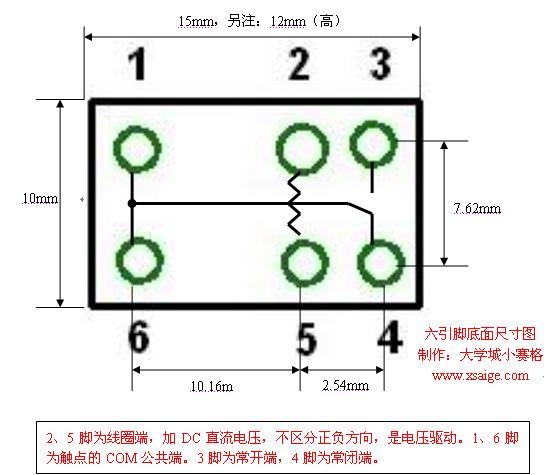 15mm，另注：12mm（高）
1
2
3
10mm
7.62mm
6
5
4
六引脚底面尺寸图
制作：大学城小赛格
www.xsaige.com
10.16m
2.54mm
2、5 脚为线圈端，加 DC 直流电压，不区分正负方向，是电压驱动。1、6 脚
为触点的 COM 公共端。3 脚为常开端，4 脚为常闭端。